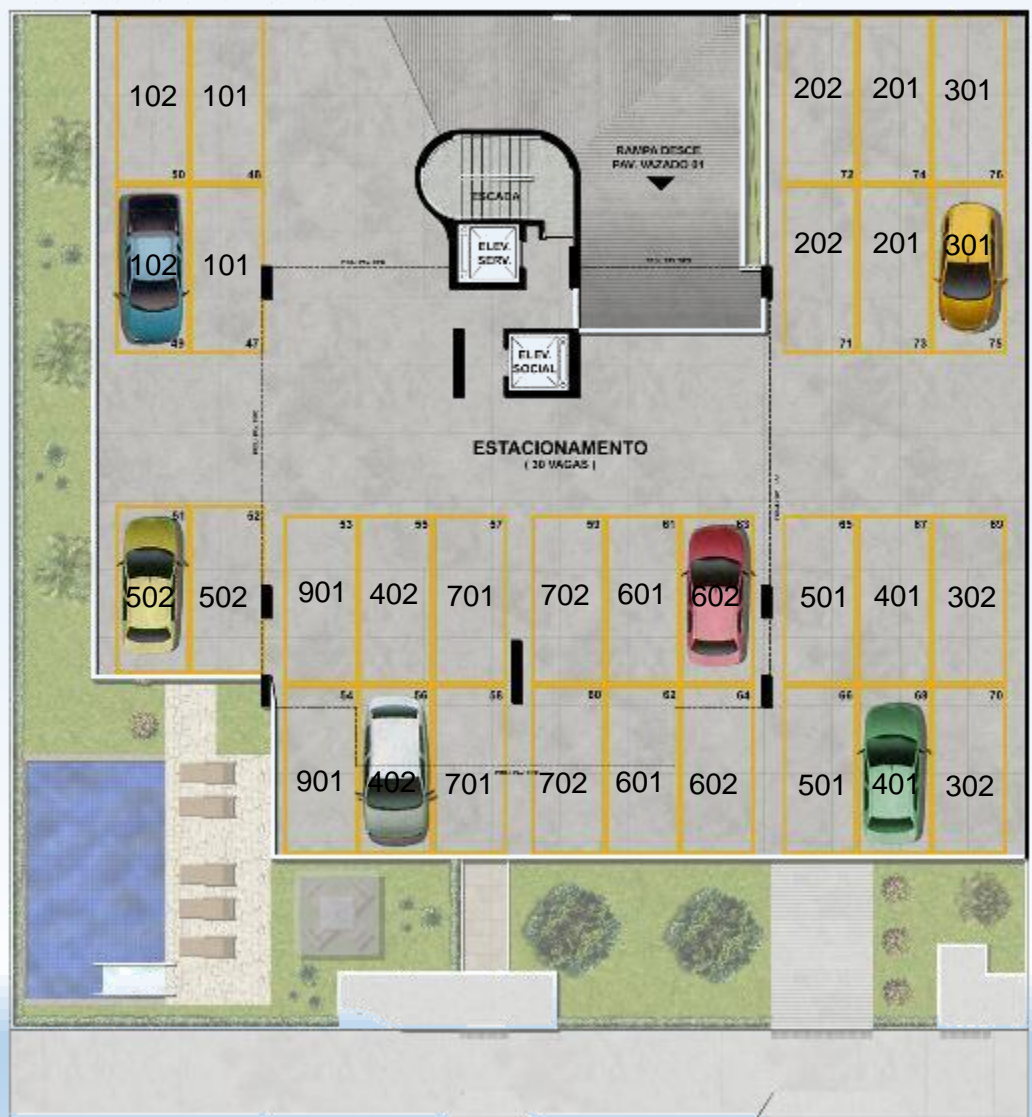 102 101 202 201 301
RAMPA DESCE
PAV. VAZADO 01
50 48 72 74 76
ESCADA
102 101 202 201 301
ELEV.
SERV.
49 47 71 73 75
ELEV.
SOCIAL
ESTACIONAMENTO
( 30 VAGAS )
51 52 53 55 57 59 61 63 65 67 69
502 502 901 402 701 702 601 602 501 401 302
54 56 58 60 62 64 66 68 70
901 402 701 702 601 602 501 401 302